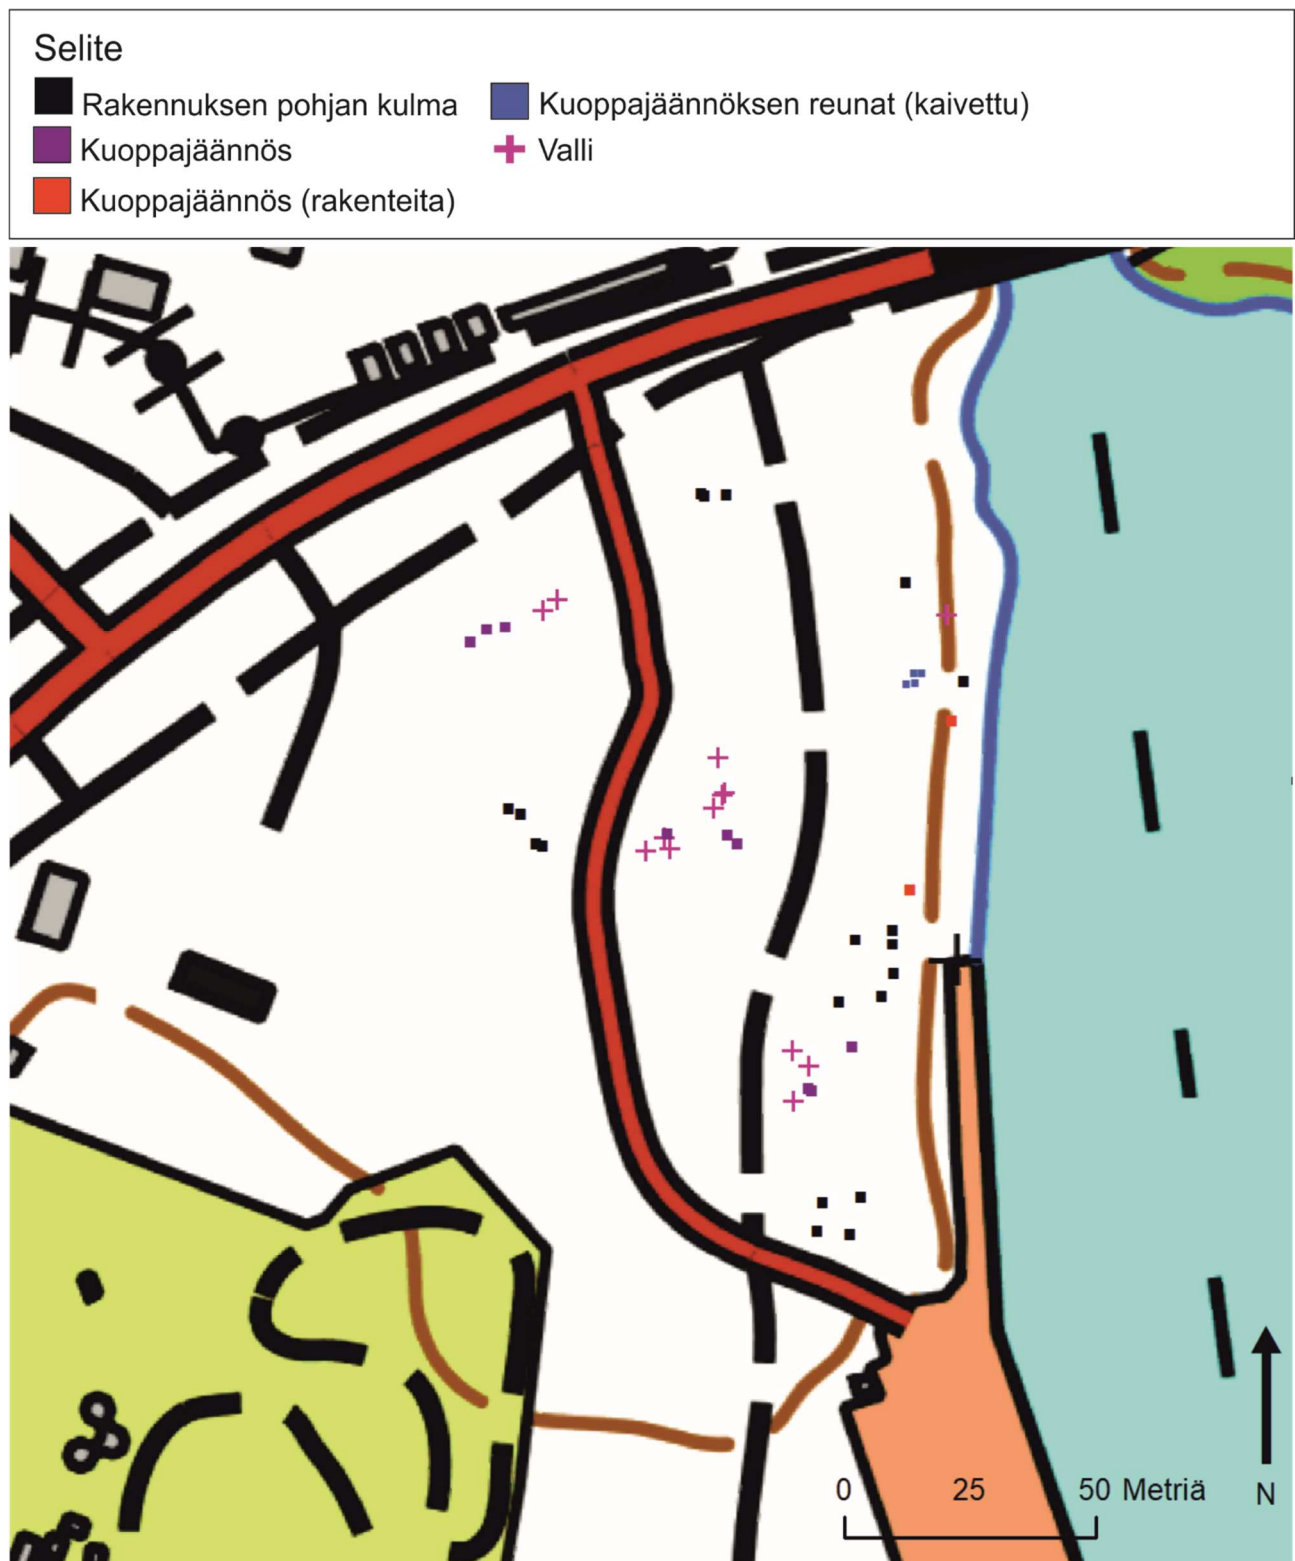 Selite
Rakennuksen pohjan kulma
Kuoppajäännös
Kuoppajäännös (rakenteita)
Kuoppajäännöksen reunat (kaivettu)
Valli
0 25 50 Metriä
N